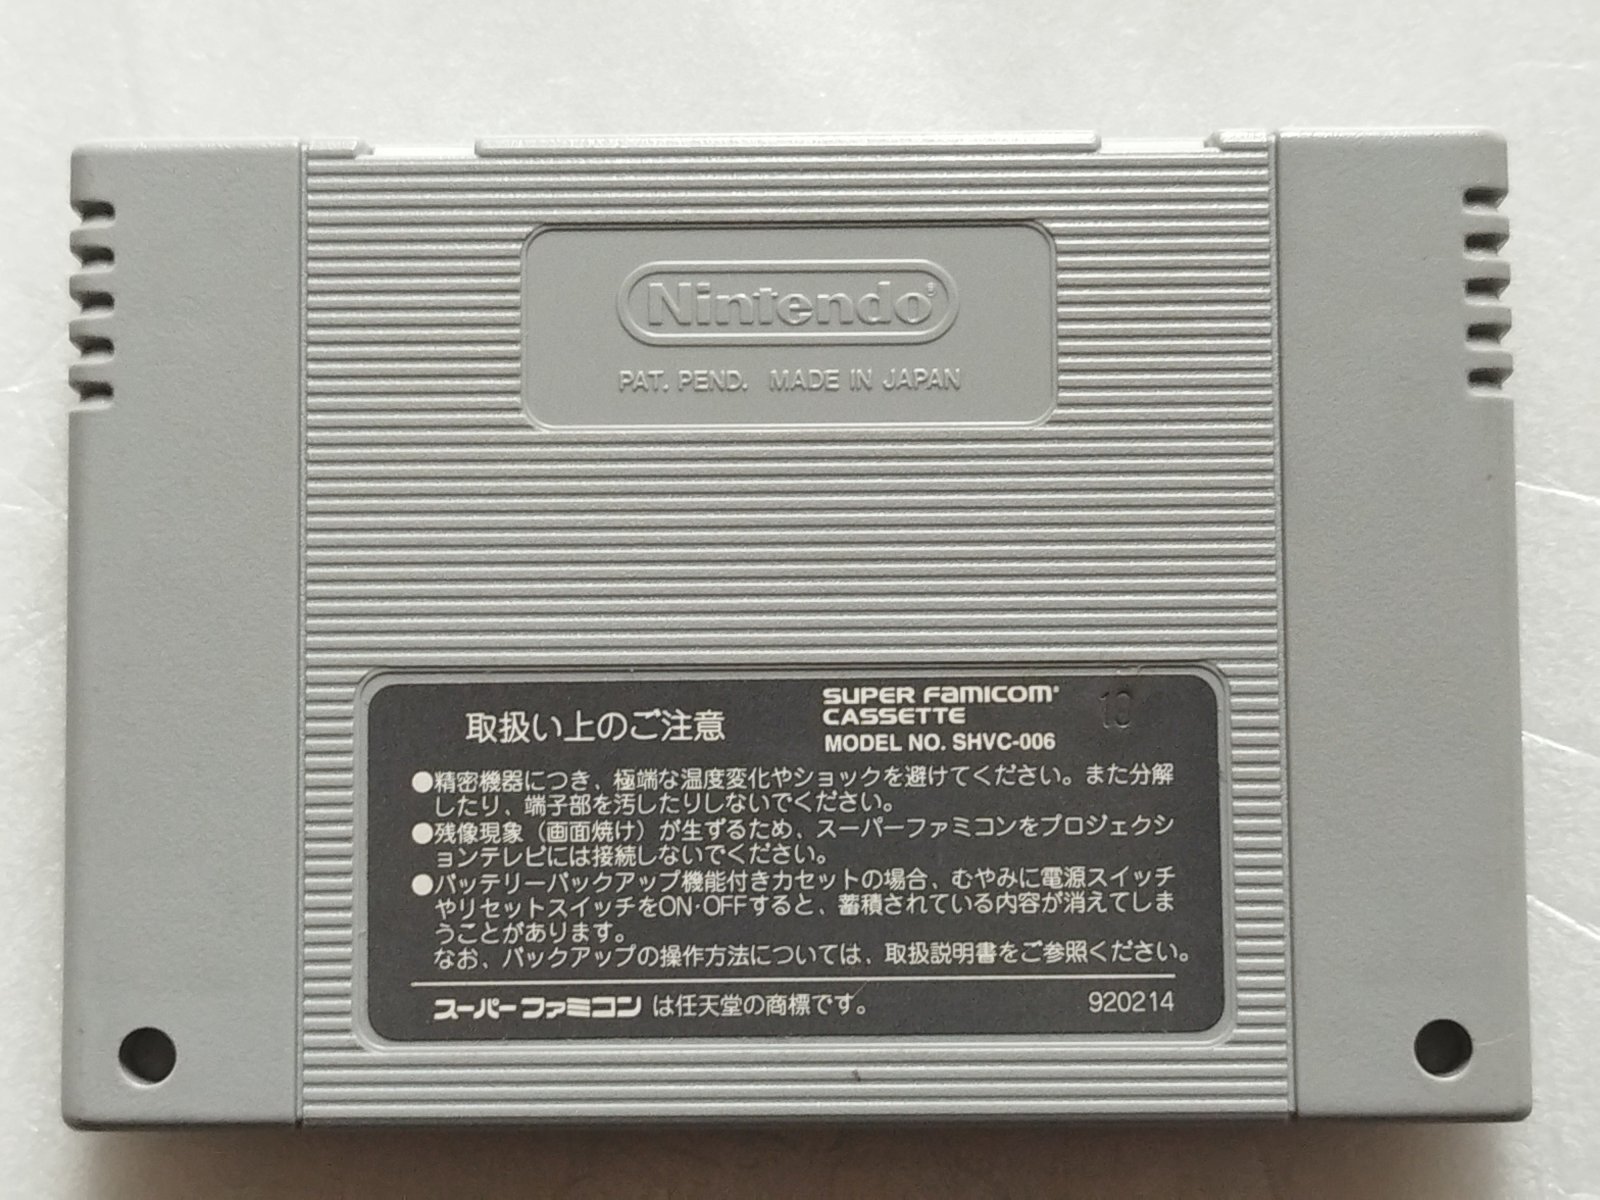 Nintendo®
PAT. PEND. MADE IN JAPAN
取扱い上のご注意
SUPER FAMICOM
CASSETTE
MODEL NO. SHVC-006
●精密機器につき、極端な温度変化やショックを避けてください。また分解
したり、端子部を汚したりしないでください。
●残像現象（画面焼け）が生ずるため、スーパーファミコンをプロジェクシ
ョンテレビには接続しないでください。
●バッテリーバックアップ機能付きカセットの場合、むやみに電源スイッチ
やリセットスイッチをON·OFFすると、蓄積されている内容が消えてしま
うことがあります。
なお、バックアップの操作方法については、取扱説明書をご参照ください。
スーパーファミコン は任天堂の商標です。
920214